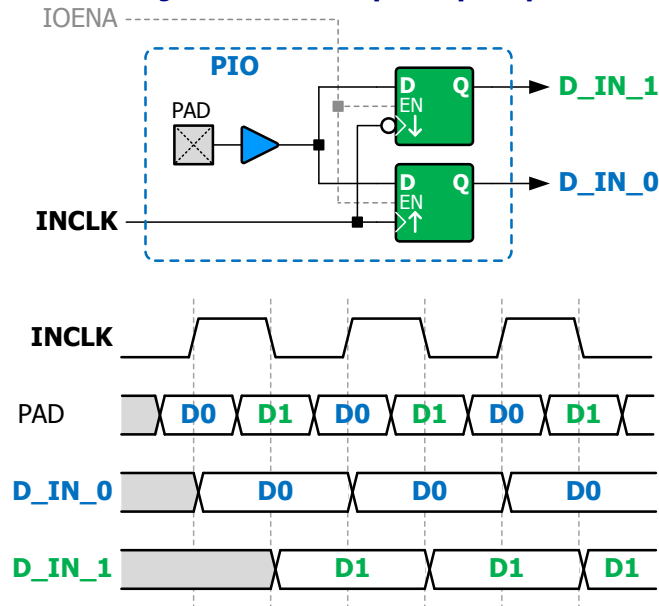 IOENA
PIO
D Q D_IN_1
EN
PAD
D Q D_IN_0
EN
INCLK
INCLK
PAD D0 D1 D0 D1 D0 D1
D_IN_0 D0 D0 D0
D_IN_1 D1 D1 D1